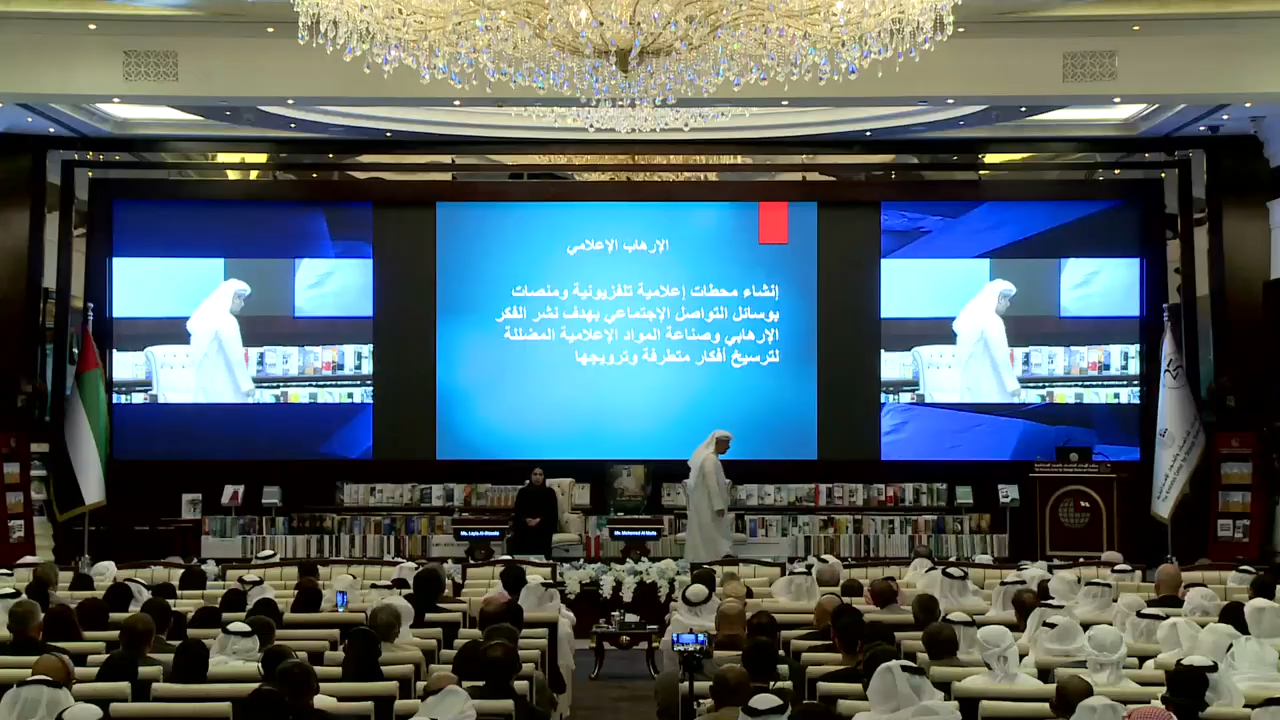 الإرهاب الإعلامي
إنشاء محطات إعلامية تلفزيونية ومنصات
بوسائل التواصل الإجتماعي بهدف نشر الفكر
الإرهابي وصناعة المواد الإعلامية المضللة
لترسيخ أفكار متطرفة وترويجها